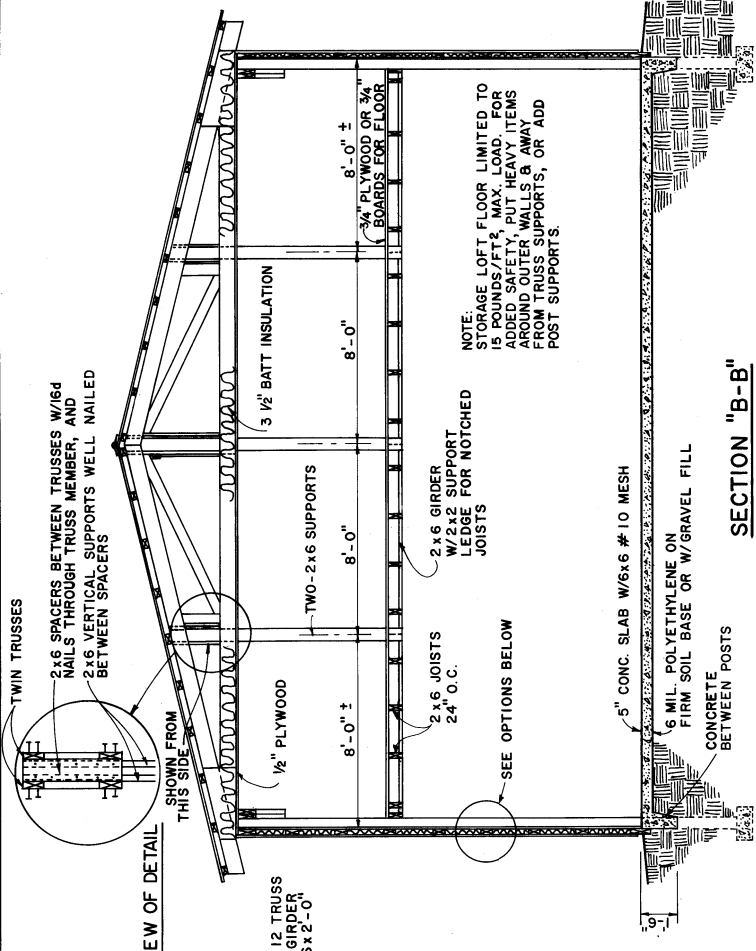 TWIN TRUSSES
2x6 SPACERS BETWEEN TRUSSES W/16d
NAILS THROUGH TRUSS MEMBER, AND
2x6 VERTICAL SUPPORTS WELL NAILED
BETWEEN SPACERS
EW OF DETAIL
SHOWN FROM
THIS SIDE
12 TRUSS
GIRDER
6x2'-0"
1/2" PLYWOOD
3 1/2" BATT INSULATION
TWO-2x6 SUPPORTS
8'-0" ±
8'-0"
8'-0"
8'-0" ±
3/4" PLYWOOD OR 3/4"
BOARDS FOR FLOOR
2x6 JOISTS
24" O.C.
2x6 GIRDER
W/2x2 SUPPORT
LEDGE FOR NOTCHED
JOISTS
NOTE:
STORAGE LOFT FLOOR LIMITED TO
15 POUNDS/FT², MAX. LOAD. FOR
ADDED SAFETY, PUT HEAVY ITEMS
AROUND OUTER WALLS & AWAY
FROM TRUSS SUPPORTS, OR ADD
POST SUPPORTS.
SEE OPTIONS BELOW
5" CONC. SLAB W/6x6 #10 MESH
6 MIL. POLYETHYLENE ON
FIRM SOIL BASE OR W/GRAVEL FILL
CONCRETE
BETWEEN POSTS
1'-6"
SECTION "B-B"